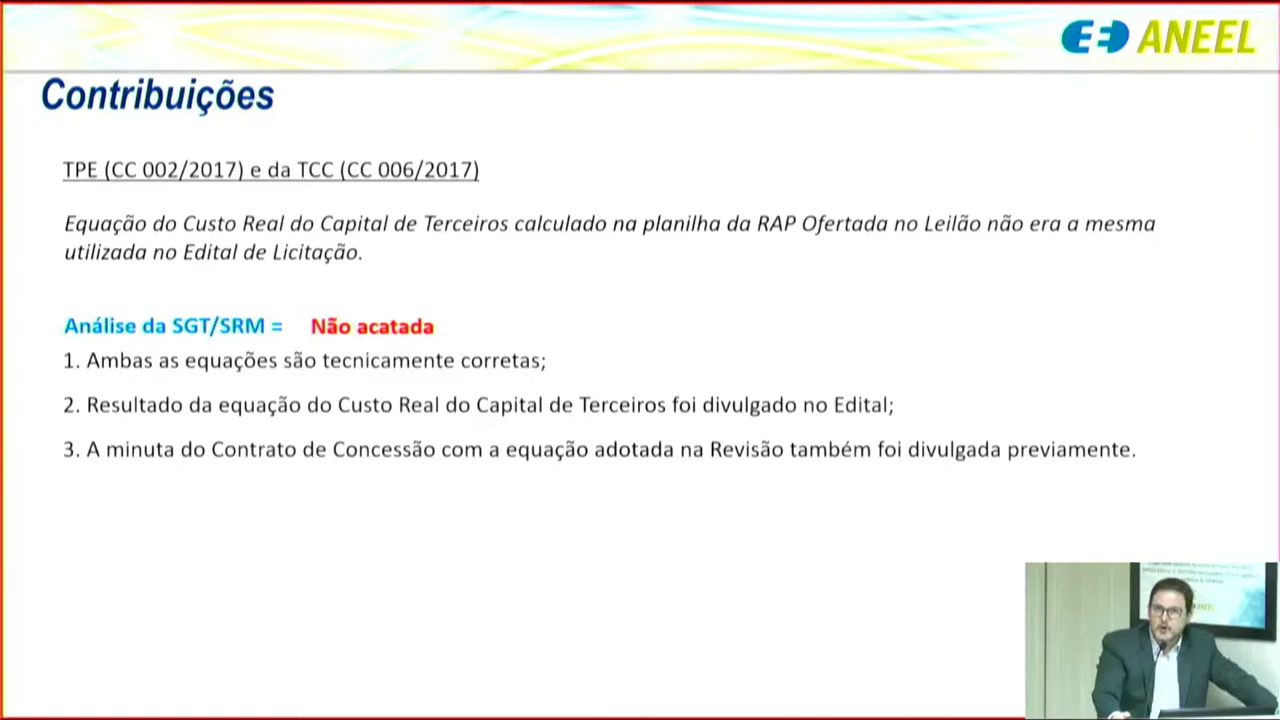 ANEEL
Contribuições
TPE (CC 002/2017) e da TCC (CC 006/2017)
Equação do Custo Real do Capital de Terceiros calculado na planilha da RAP Ofertada no Leilão não era a mesma
utilizada no Edital de Licitação.
Análise da SGT/SRM = Não acatada
1. Ambas as equações são tecnicamente corretas;
2. Resultado da equação do Custo Real do Capital de Terceiros foi divulgado no Edital;
3. A minuta do Contrato de Concessão com a equação adotada na Revisão também foi divulgada previamente.